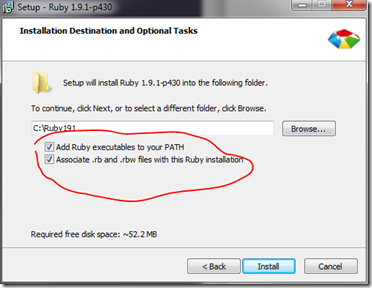 Setup - Ruby 1.9.1-p430
Installation Destination and Optional Tasks
Setup will install Ruby 1.9.1-p430 into the following folder.
To continue, click Next, or to select a different folder, click Browse.
C:\Ruby191
Browse...
Add Ruby executables to your PATH
Associate .rb and .rbw files with this Ruby installation
Required free disk space: ~52.2 MB
< Back
Install
Cancel